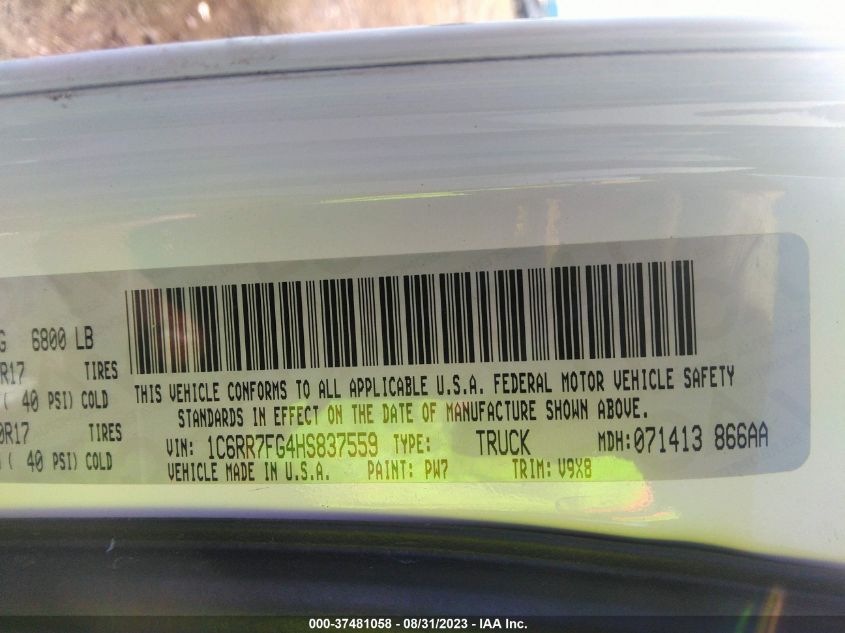 G 6800 LB
R17 TIRES
( 40 PSI) COLD
0R17
( 40 PSI) COLD
THIS VEHICLE CONFORMS TO ALL APPLICABLE U.S.A. FEDERAL MOTOR VEHICLE SAFETY
STANDARDS IN EFFECT ON THE DATE OF MANUFACTURE SHOWN ABOVE.
VIN: 1C6RR7FG4HS837559 TYPE: TRUCK MDH: 071413 866AA
VEHICLE MADE IN U.S.A. PAINT: PW7 TRIM: V9X8
000-37481058 - 08/31/2023 - IAA Inc.